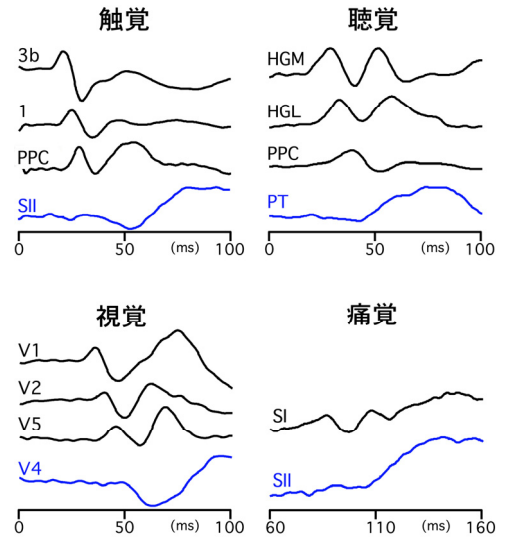 触覚
3b
1
PPC
SII
0 50 (ms) 100
聴覚
HGM
HGL
PPC
PT
0 50 (ms) 100
視覚
V1
V2
V5
V4
0 50 (ms) 100
痛覚
SI
SII
60 110 (ms) 160